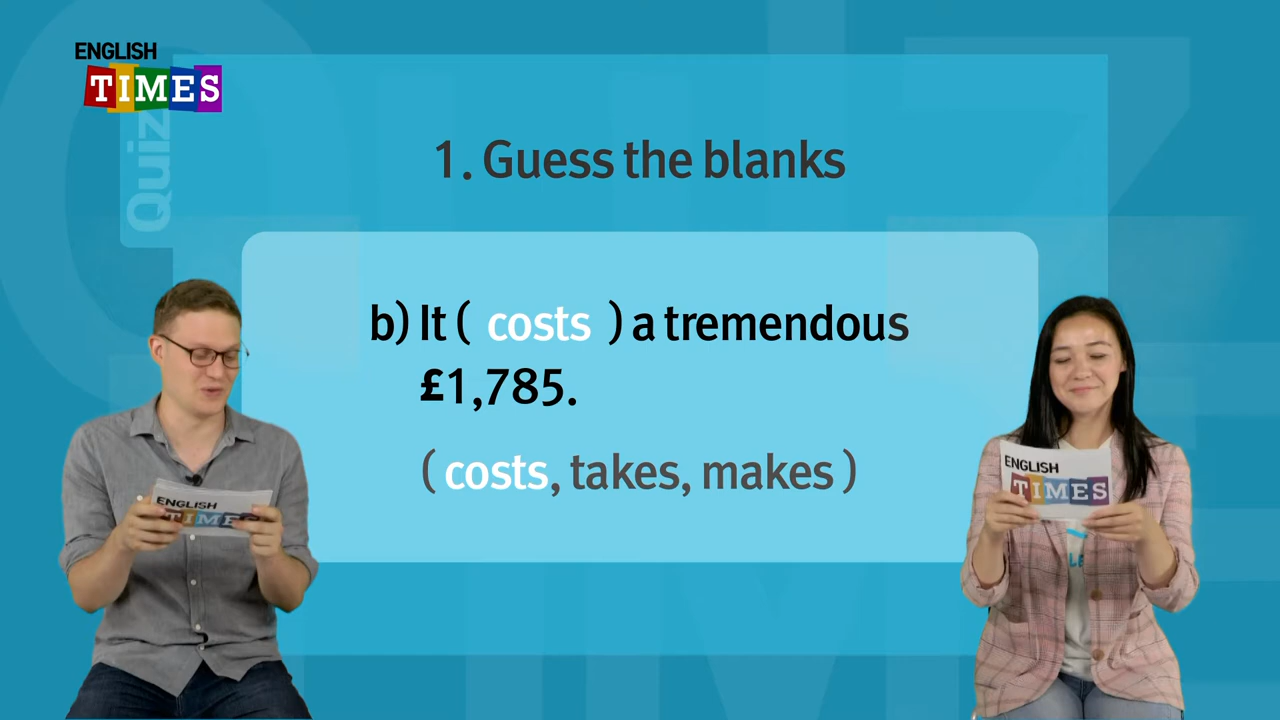 ENGLISH
TIMES
Quiz
1. Guess the blanks
b) It ( costs ) a tremendous
£1,785.
( costs, takes, makes )
ENGLISH
TIMES
ENGLISH
TIMES